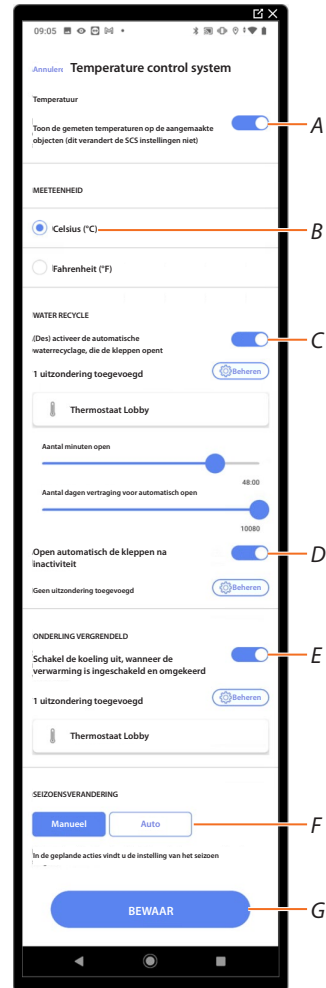 09:05
Annuleren Temperature control system
Temperatuur
Toon de gemeten temperaturen op de aangemaakte
objecten (dit verandert de SCS instellingen niet)
A
MEETEENHEID
Celsius (°C)
B
Fahrenheit (°F)
WATER RECYCLE
(Des) activeer de automatische
waterrecyclage, die de kleppen opent
C
1 uitzondering toegevoegd
Beheren
Thermostaat Lobby
Aantal minuten open
48:00
Aantal dagen vertraging voor automatisch open
10080
Open automatisch de kleppen na
inactiviteit
D
Geen uitzondering toegevoegd
Beheren
ONDERLING VERGRENDELD
Schakel de koeling uit, wanneer de
verwarming is ingeschakeld en omgekeerd
E
1 uitzondering toegevoegd
Beheren
Thermostaat Lobby
SEIZOENSVERANDERING
Manueel
Auto
F
In de geplande acties vindt u de instelling van het seizoen
BEWAAR
G